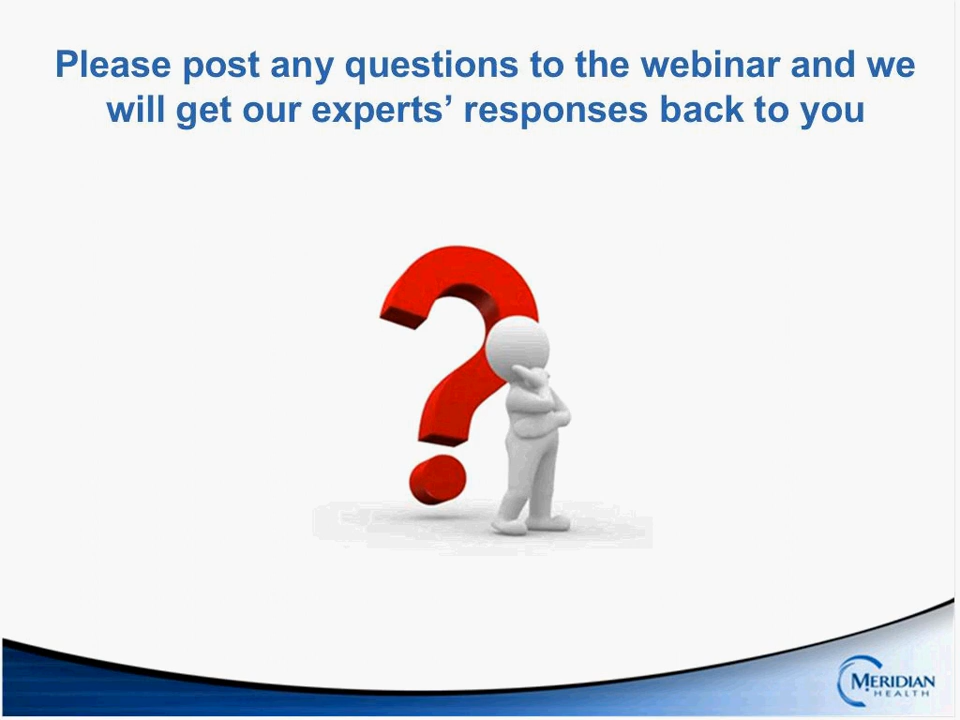 Please post any questions to the webinar and we
will get our experts’ responses back to you
MERIDIAN
HEALTH